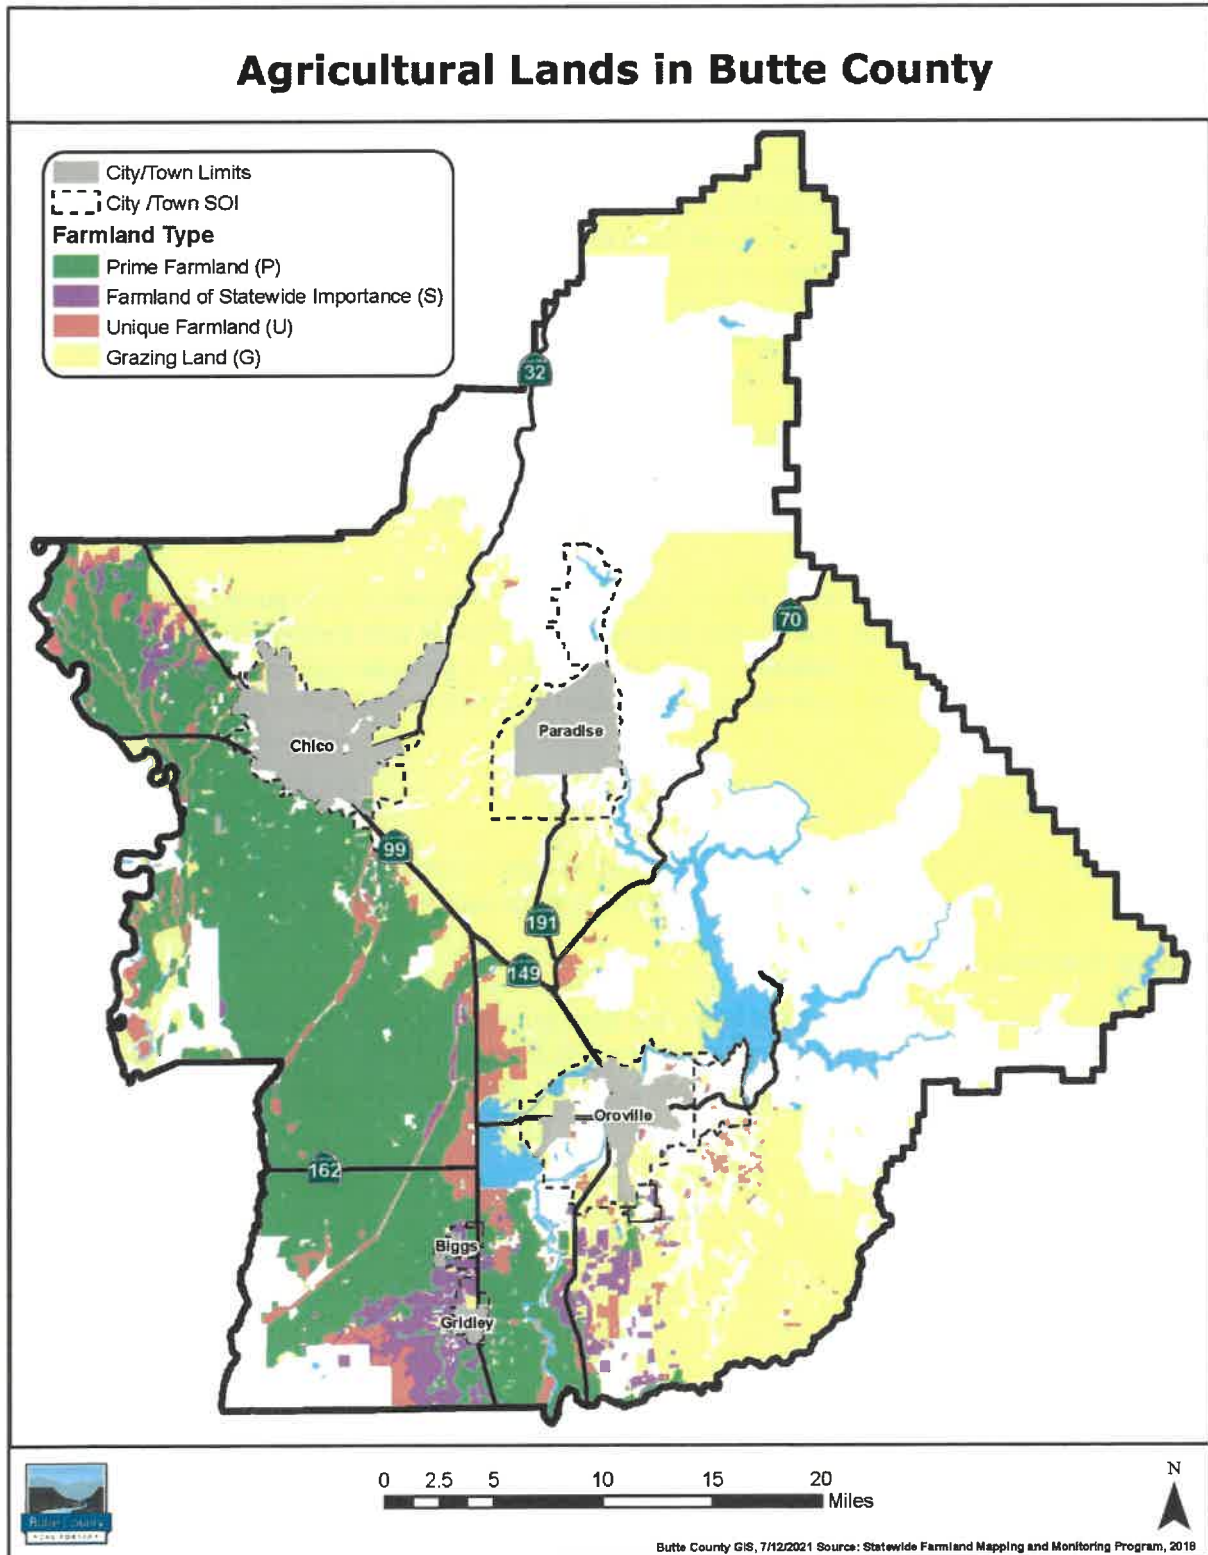 Agricultural Lands in Butte County
City/Town Limits
City /Town SOI
Farmland Type
Prime Farmland (P)
Farmland of Statewide Importance (S)
Unique Farmland (U)
Grazing Land (G)
32
70
Paradise
Chico
99
191
149
Oroville
162
Biggs
Gridley
0 2.5 5 10 15 20
Miles
N
Butte County
Butte County GIS, 7/12/2021 Source: Statewide Farmland Mapping and Monitoring Program, 2018